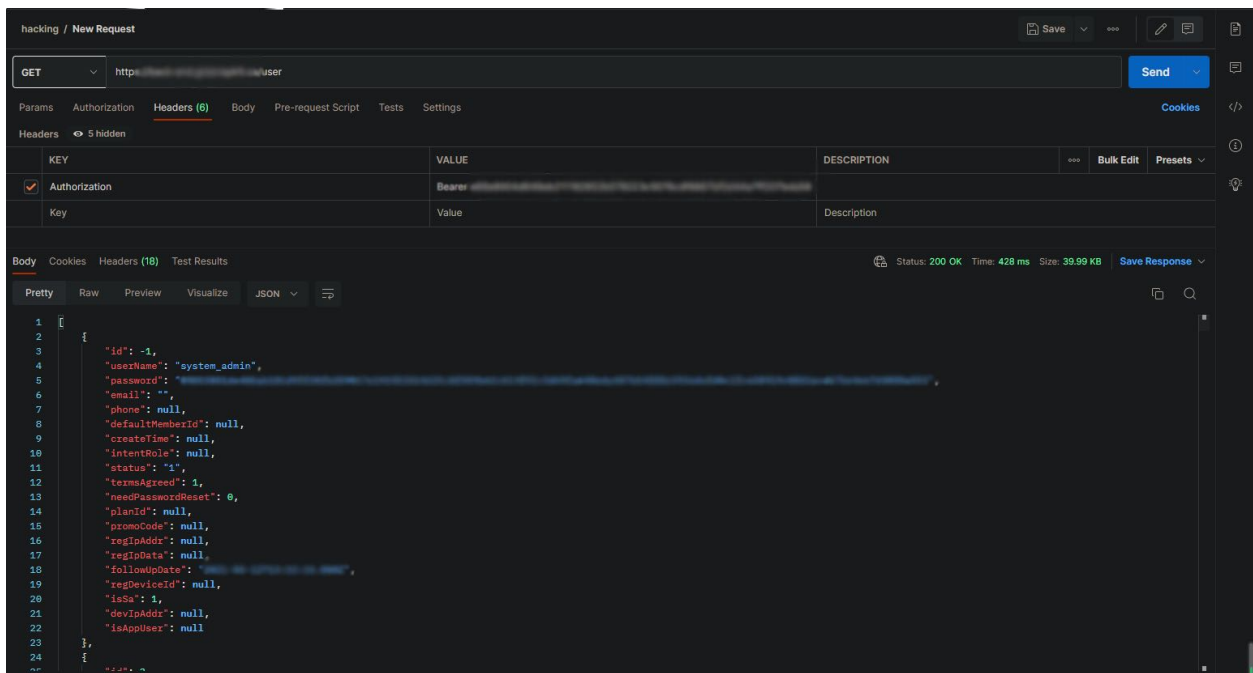 hacking / New Request
Save
GET http /user Send
Params Authorization Headers (6) Body Pre-request Script Tests Settings Cookies
Headers 5 hidden
KEY VALUE DESCRIPTION Bulk Edit Presets
Authorization Bearer
Key Value Description
Body Cookies Headers (18) Test Results Status: 200 OK Time: 428 ms Size: 39.99 KB Save Response
Pretty Raw Preview Visualize JSON
1 [
2 {
3 "id": -1,
4 "userName": "system_admin",
5 "password": "
6 "email": "",
7 "phone": null,
8 "defaultMemberId": null,
9 "createTime": null,
10 "intentRole": null,
11 "status": "1",
12 "termsAgreed": 1,
13 "needPasswordReset": 0,
14 "planId": null,
15 "promoCode": null,
16 "regIpAddr": null,
17 "regIpData": null,
18 "followUpDate": "
19 "regDeviceId": null,
20 "isSa": 1,
21 "devIpAddr": null,
22 "isAppUser": null
23 },
24 {